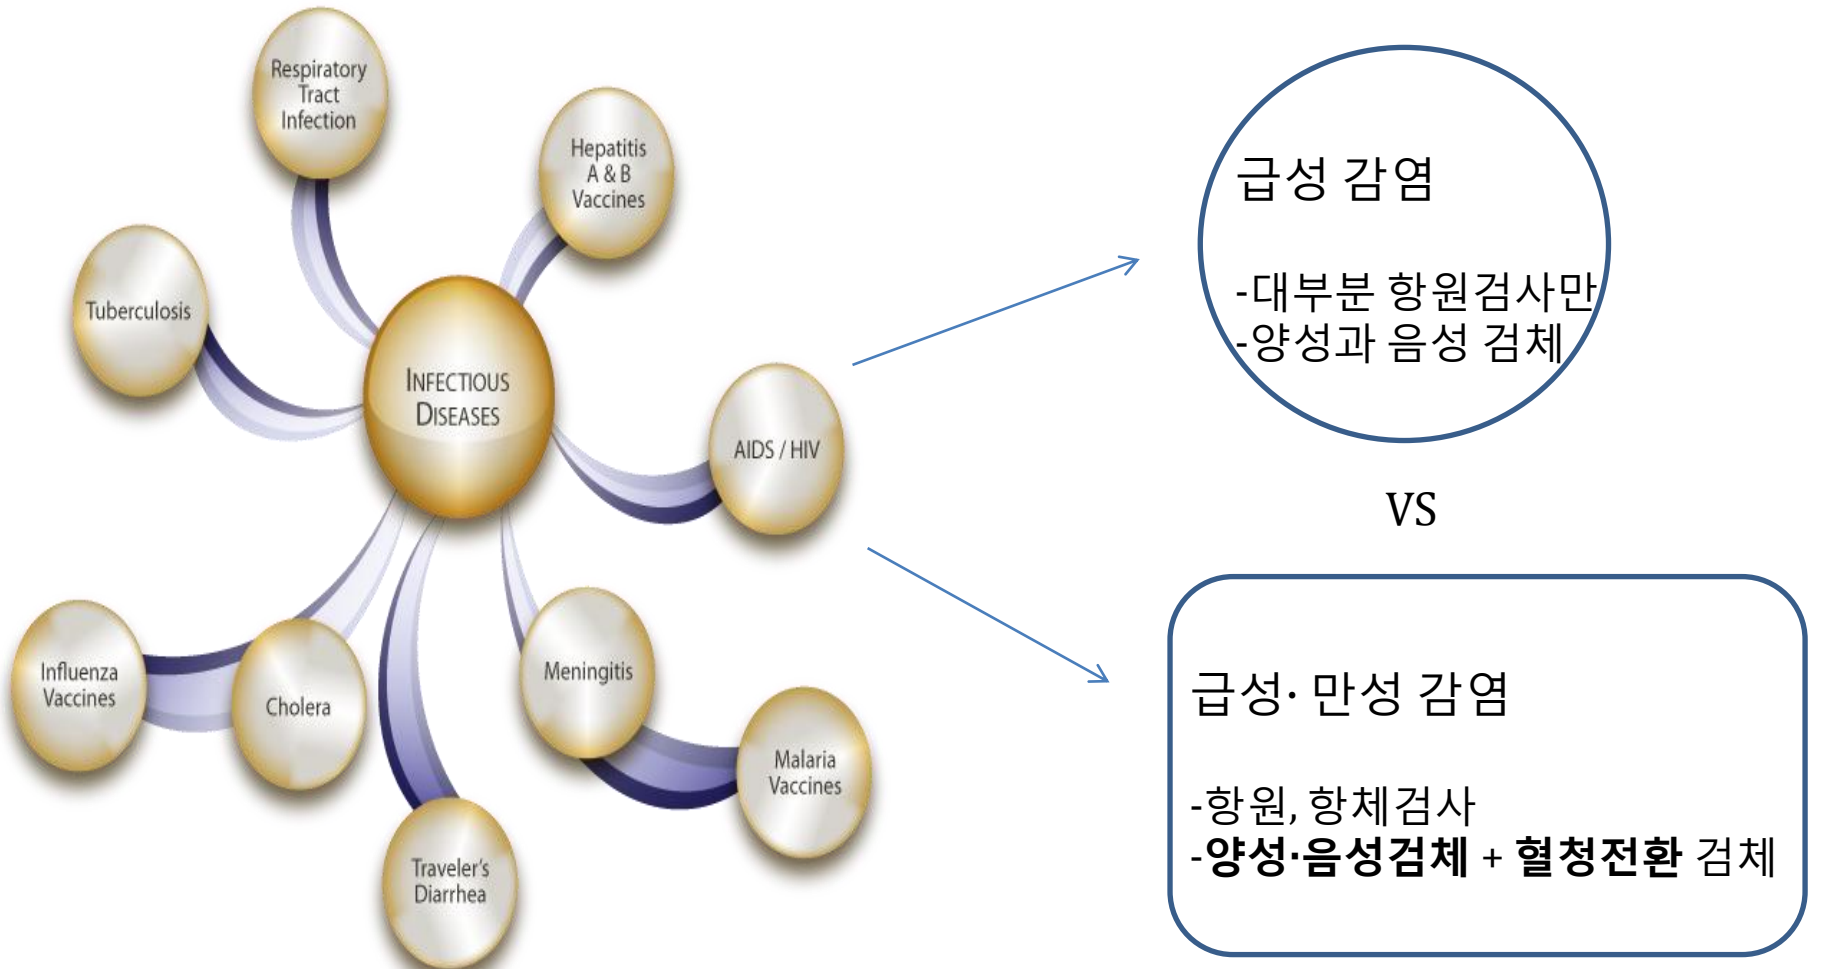 Respiratory
Tract
Infection
Hepatitis
A & B
Vaccines
Tuberculosis
INFECTIOUS
DISEASES
AIDS / HIV
Influenza
Vaccines
Cholera
Meningitis
Malaria
Vaccines
Traveler's
Diarrhea
급성 감염
-대부분 항원검사만
-양성과 음성 검체
VS
급성· 만성 감염
-항원, 항체검사
-양성·음성검체 + 혈청전환 검체